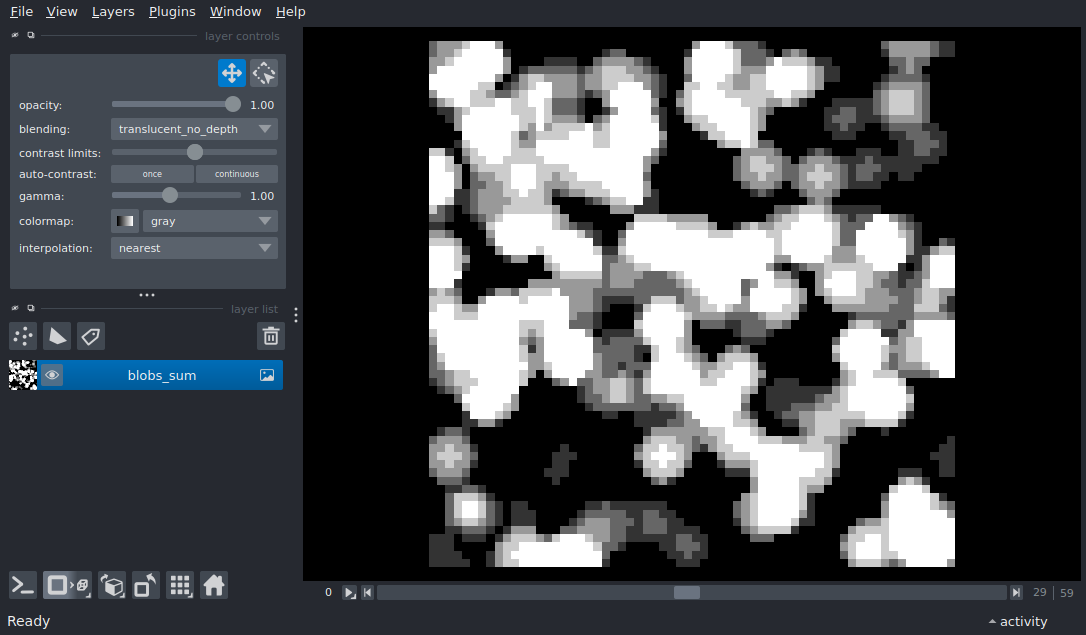 File View Layers Plugins Window Help
layer controls
opacity: 1.00
blending: translucent_no_depth
contrast limits:
auto-contrast: once continuous
gamma: 1.00
colormap: gray
interpolation: nearest
layer list
blobs_sum
0 29 59
Ready activity